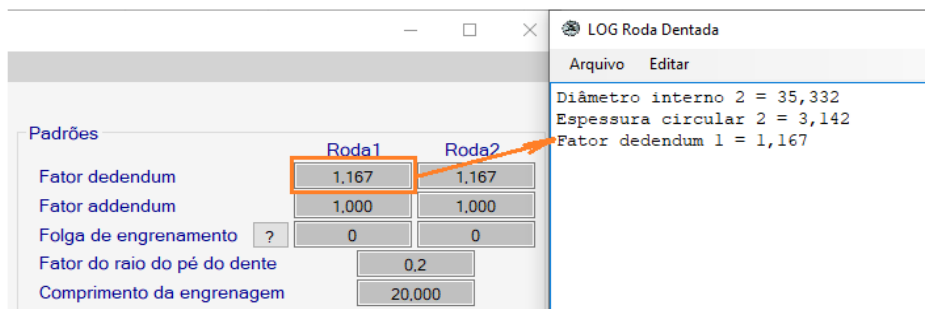 Padrões
Roda1 Roda2
Fator dedendum 1,167 1,167
Fator addendum 1,000 1,000
Folga de engrenamento ? 0 0
Fator do raio do pé do dente 0,2
Comprimento da engrenagem 20,000
LOG Roda Dentada
Arquivo Editar
Diâmetro interno 2 = 35,332
Espessura circular 2 = 3,142
Fator dedendum 1 = 1,167